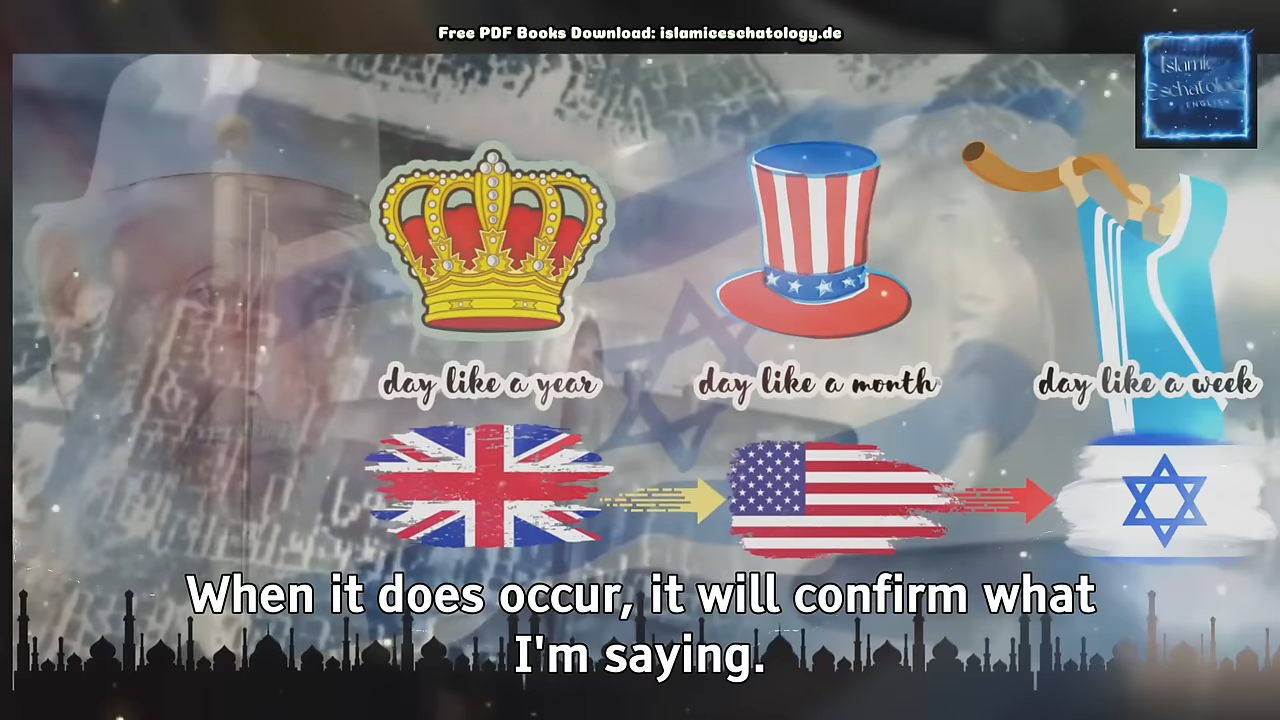 Free PDF Books Download: islamiceschatology.de
Islamic
Eschatology
ENGLISH
day like a year
day like a month
day like a week
When it does occur, it will confirm what
I'm saying.